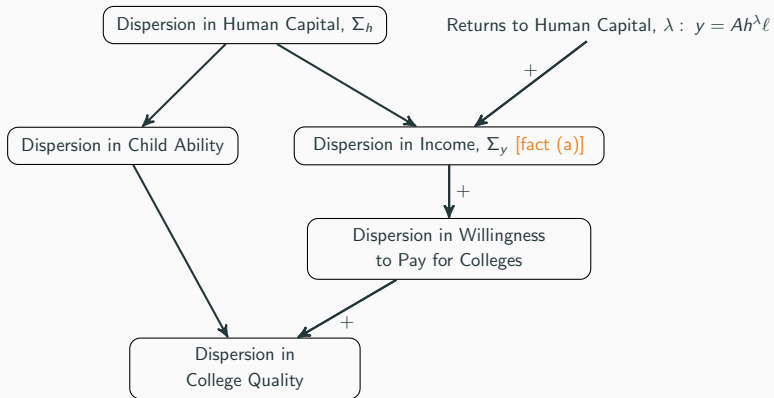 Dispersion in Human Capital, Σ_h
Returns to Human Capital, λ : y = Ah^λℓ
+
Dispersion in Child Ability
Dispersion in Income, Σ_y [fact (a)]
+
Dispersion in Willingness
to Pay for Colleges
+
Dispersion in
College Quality